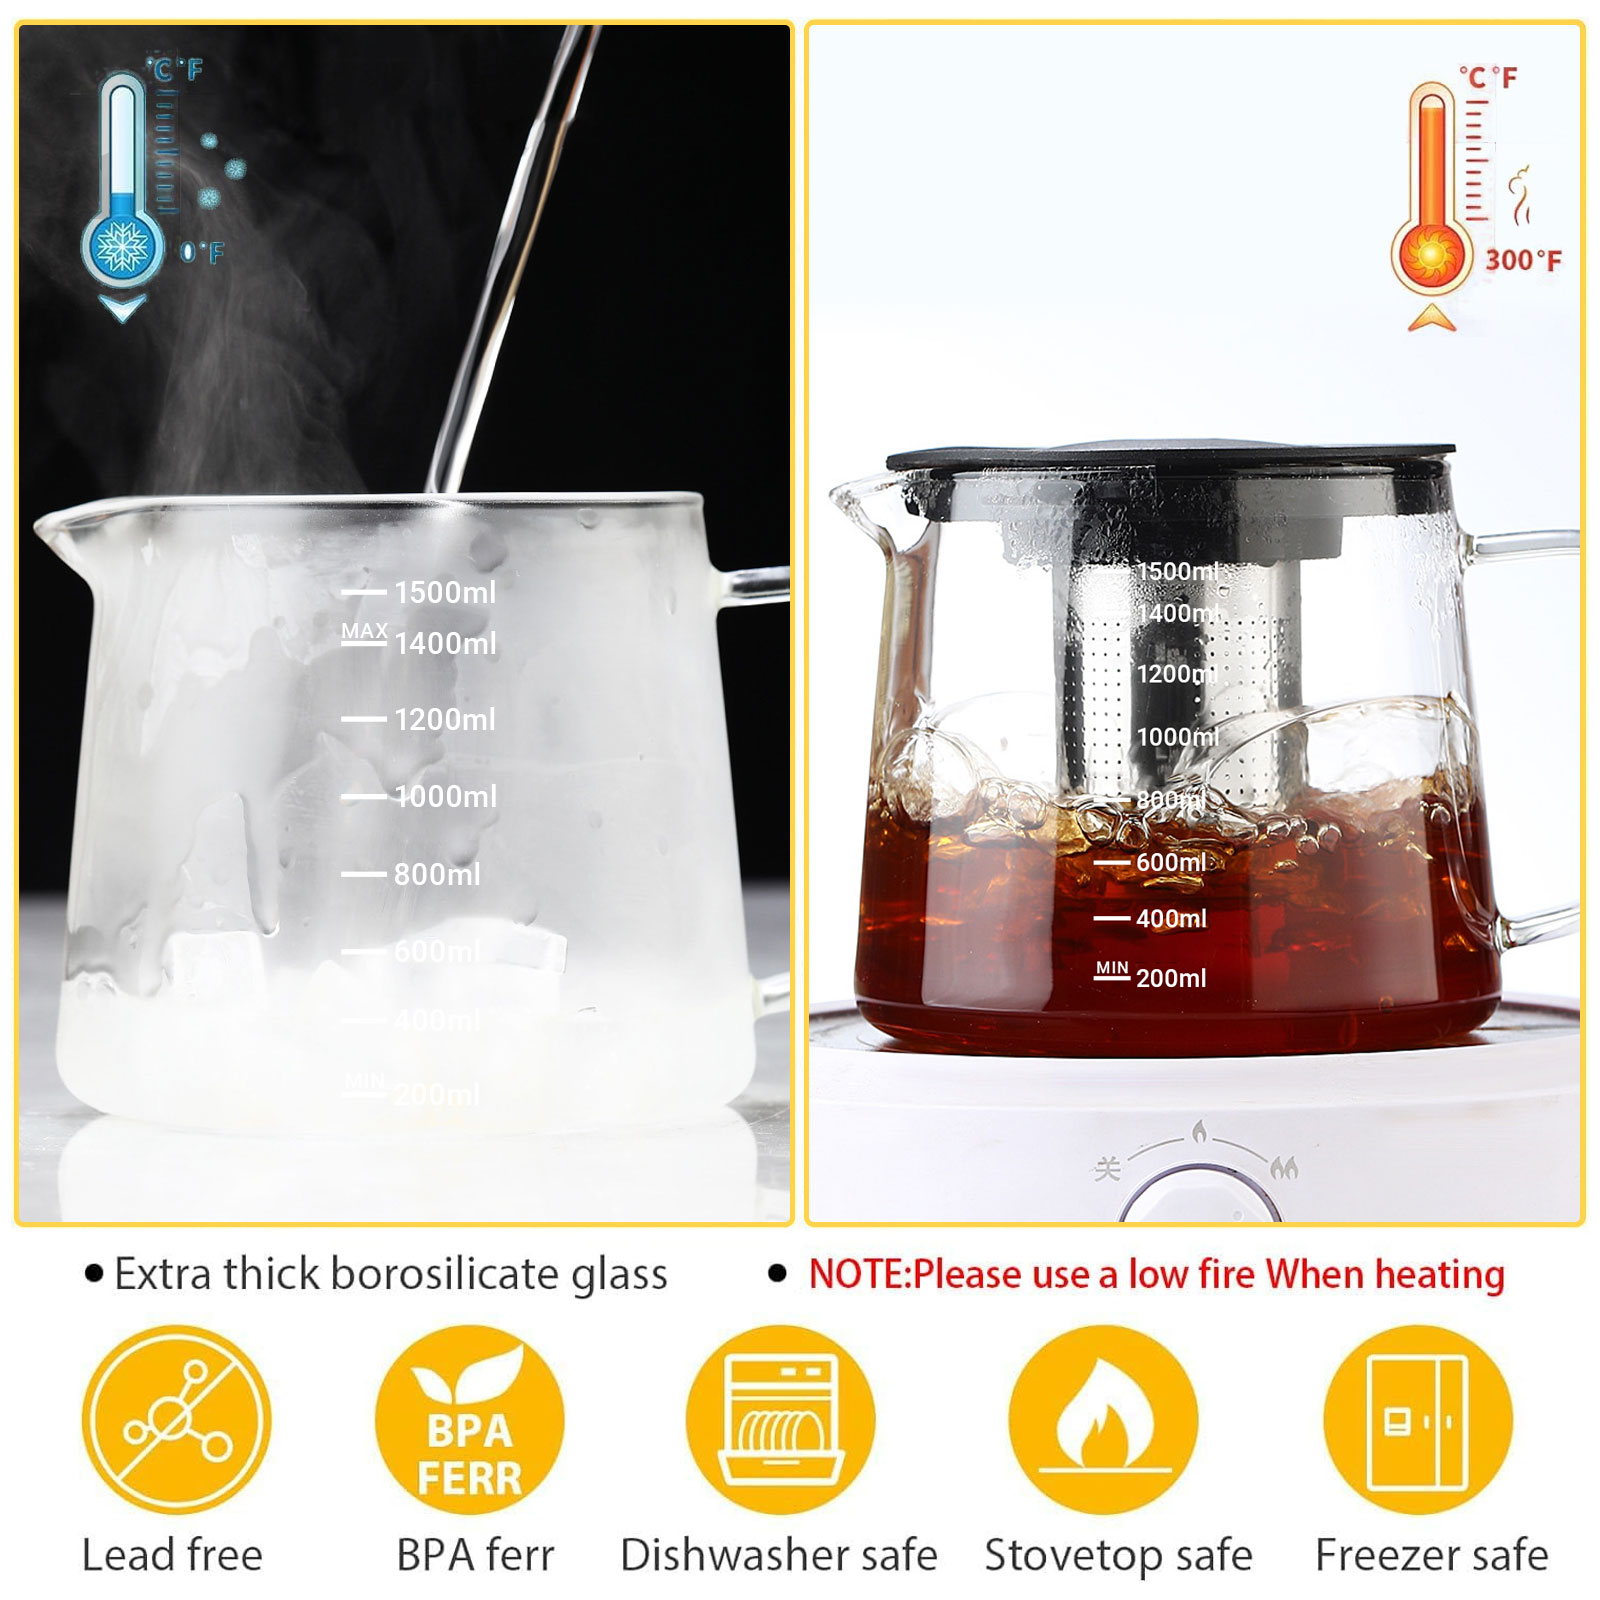 °C °F
0°F
1500ml
MAX 1400ml
1200ml
1000ml
800ml
600ml
400ml
MIN 200ml
°C °F
300°F
1500ml
1400ml
1200ml
1000ml
800ml
600ml
400ml
MIN 200ml
关
• Extra thick borosilicate glass
• NOTE:Please use a low fire When heating
BPA
FERR
Lead free
BPA ferr
Dishwasher safe
Stovetop safe
Freezer safe